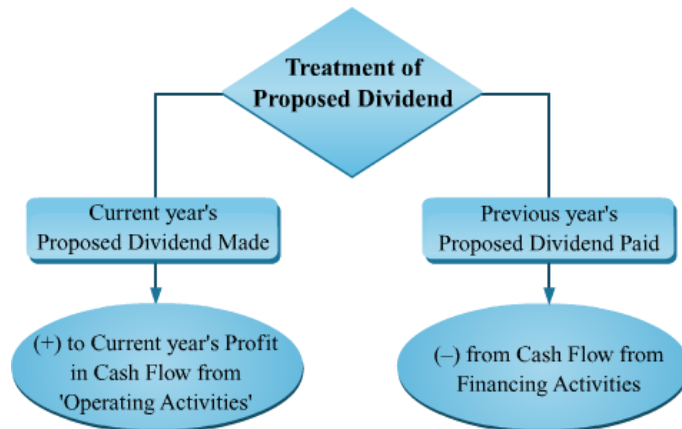 Treatment of
Proposed Dividend
Current year's
Proposed Dividend Made
Previous year's
Proposed Dividend Paid
(+) to Current year's Profit
in Cash Flow from
'Operating Activities'
(–) from Cash Flow from
Financing Activities